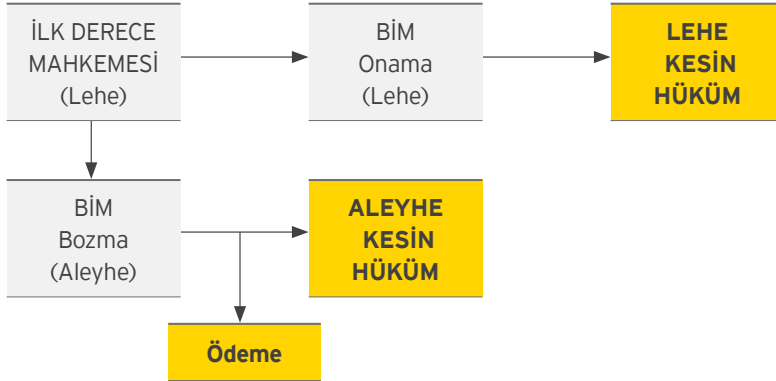 İLK DERECE
MAHKEMESİ
(Lehe)
BİM
Onama
(Lehe)
LEHE
KESİN
HÜKÜM
BİM
Bozma
(Aleyhe)
ALEYHE
KESİN
HÜKÜM
Ödeme